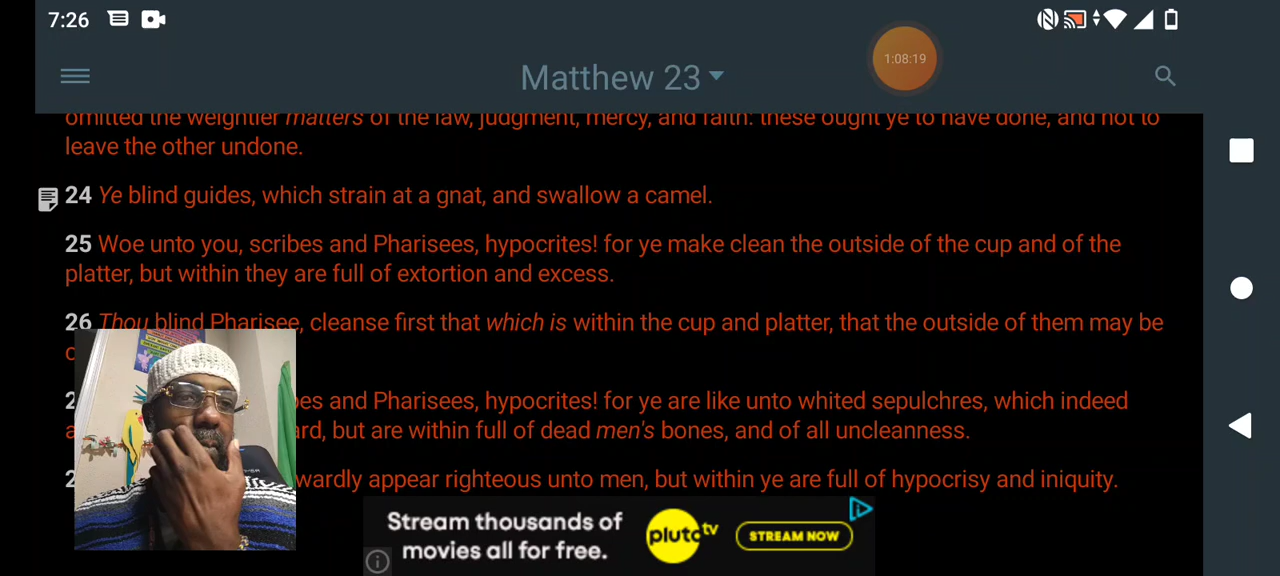 7:26
1:08:19
Matthew 23
omitted the weightier matters of the law, judgment, mercy, and faith: these ought ye to have done, and not to
leave the other undone.
24 Ye blind guides, which strain at a gnat, and swallow a camel.
25 Woe unto you, scribes and Pharisees, hypocrites! for ye make clean the outside of the cup and of the
platter, but within they are full of extortion and excess.
26 Thou blind Pharisee, cleanse first that which is within the cup and platter, that the outside of them may be
and Pharisees, hypocrites! for ye are like unto whited sepulchres, which indeed
but are within full of dead men's bones, and of all uncleanness.
appear righteous unto men, but within ye are full of hypocrisy and iniquity.
Stream thousands of
movies all for free.
pluto tv
STREAM NOW